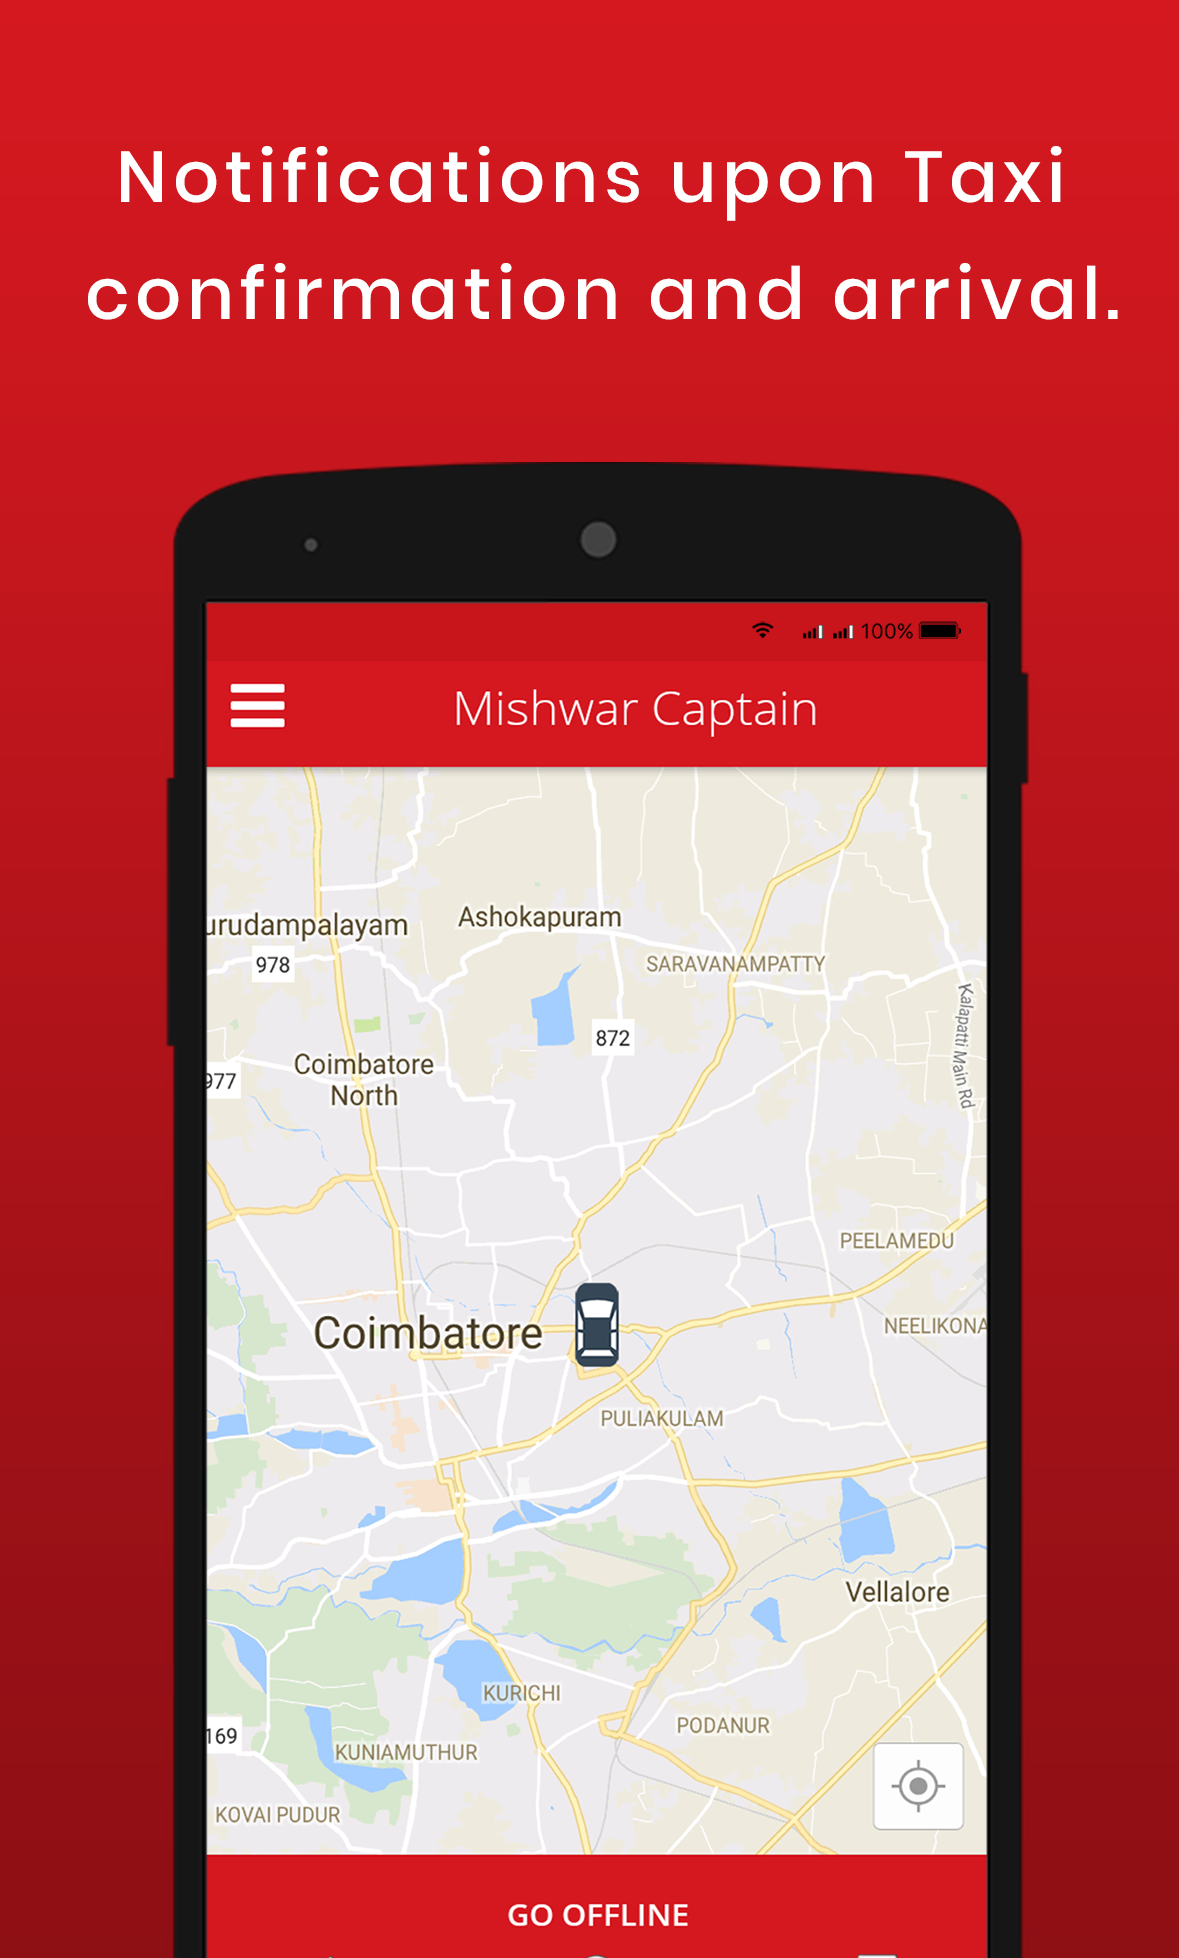 Notifications upon Taxi
confirmation and arrival.
100%
Mishwar Captain
urudampalayam
Ashokapuram
978
SARAVANAMPATTY
Kalapatti Main Rd
872
977
Coimbatore
North
PEELAMEDU
Coimbatore
NEELIKONA
PULIAKULAM
Vellalore
KURICHI
169
PODANUR
KUNIAMUTHUR
KOVAI PUDUR
GO OFFLINE